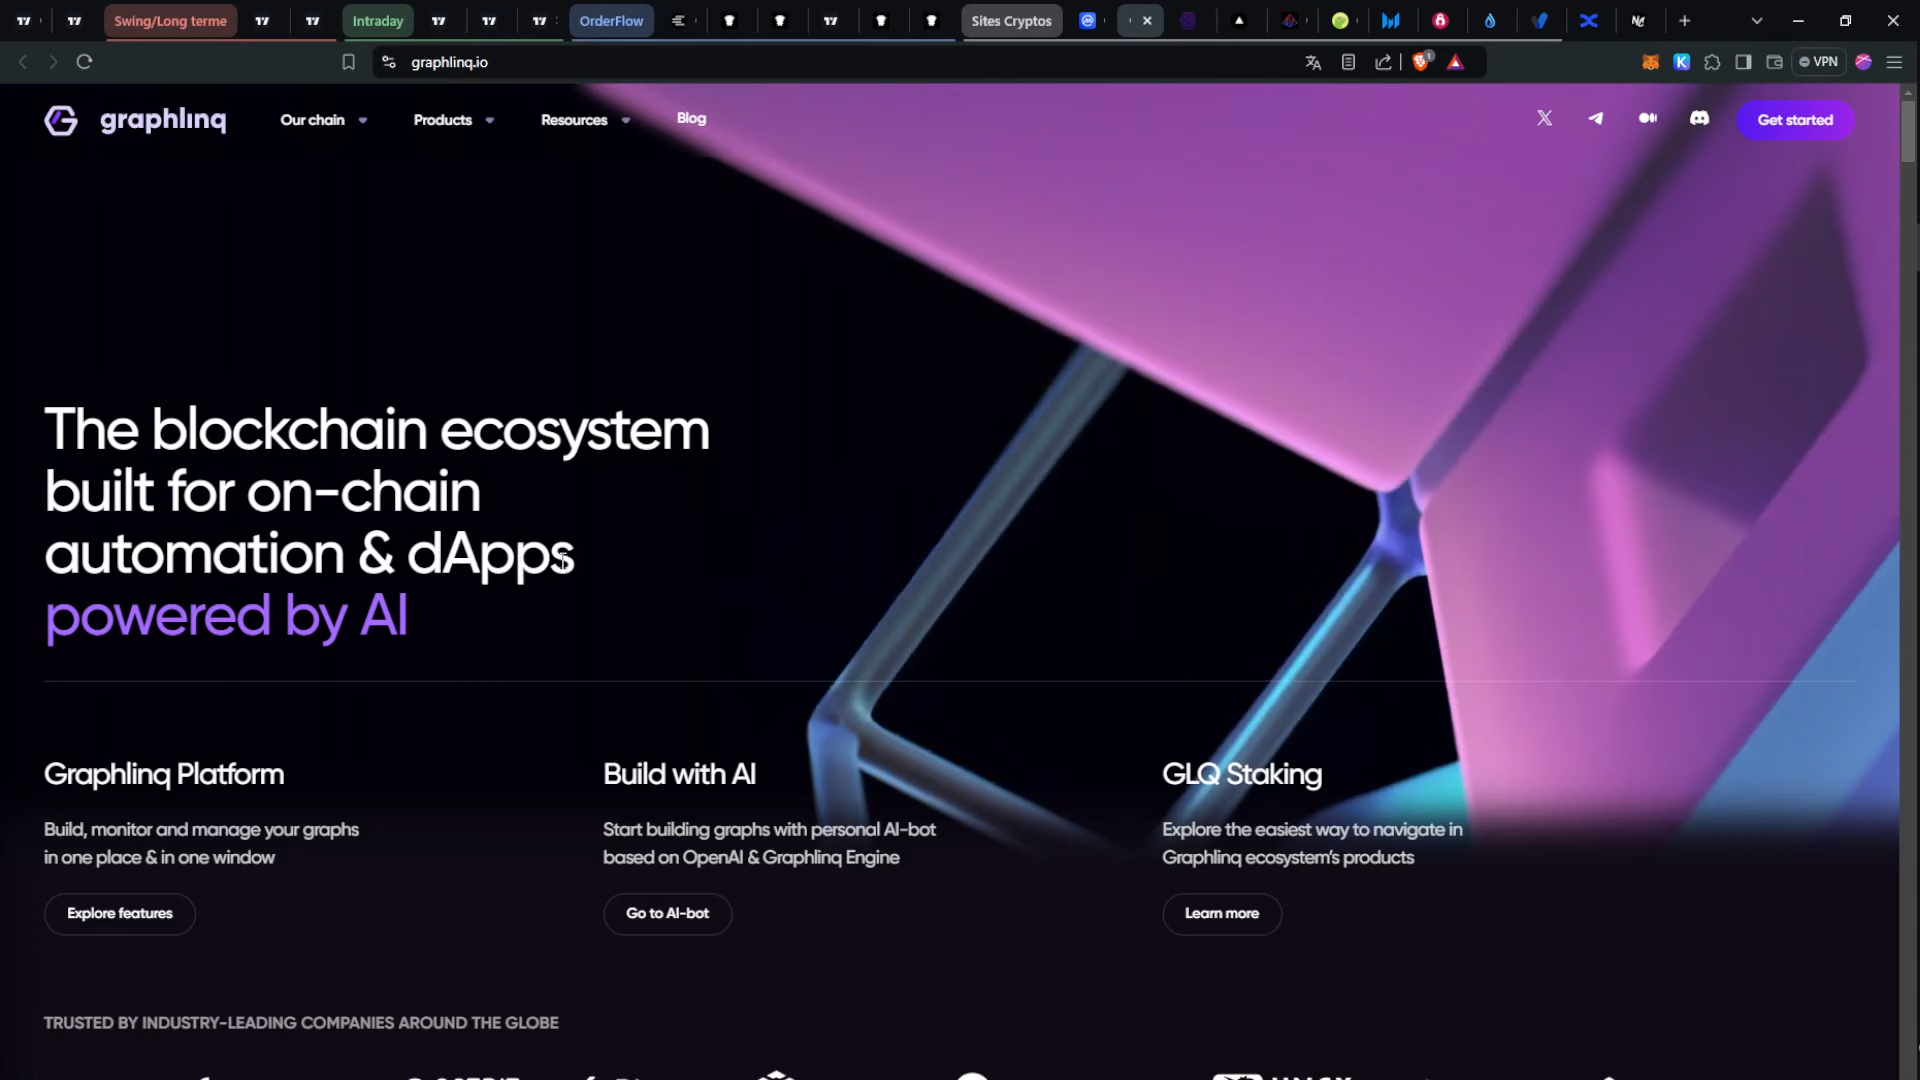 Swing/Long terme
Intraday
OrderFlow
Sites Cryptos
graphlinq.io
VPN
graphlinq
Our chain
Products
Resources
Blog
Get started
The blockchain ecosystem
built for on-chain
automation & dApps
powered by AI
Graphlinq Platform
Build, monitor and manage your graphs
in one place & in one window
Explore features
Build with AI
Start building graphs with personal AI-bot
based on OpenAI & Graphlinq Engine
Go to AI-bot
GLQ Staking
Explore the easiest way to navigate in
Graphlinq ecosystem's products
Learn more
TRUSTED BY INDUSTRY-LEADING COMPANIES AROUND THE GLOBE